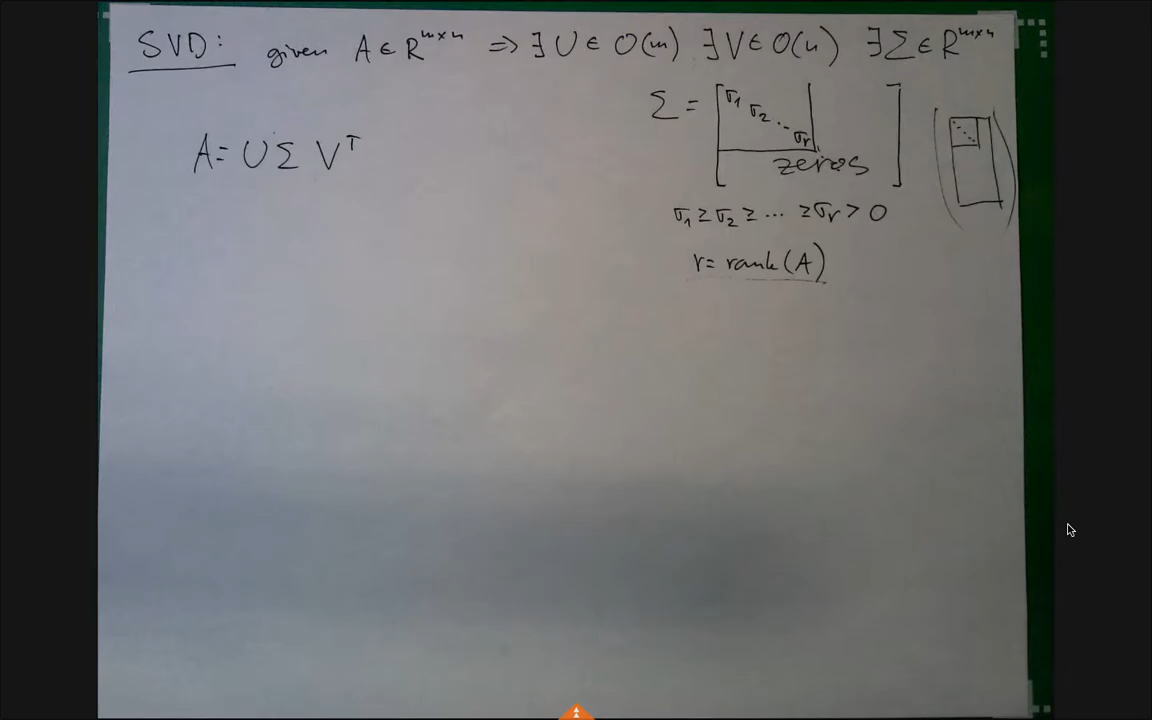 SVD: given A ∈ R^{m×n} ⇒ ∃ U ∈ O(m) ∃ V ∈ O(n) ∃ Σ ∈ R^{m×n}
Σ = [σ1 σ2 ⋱ σr
zeros]
A = U Σ V^T
σ1 ≥ σ2 ≥ ⋯ ≥ σr > 0
r = rank(A)